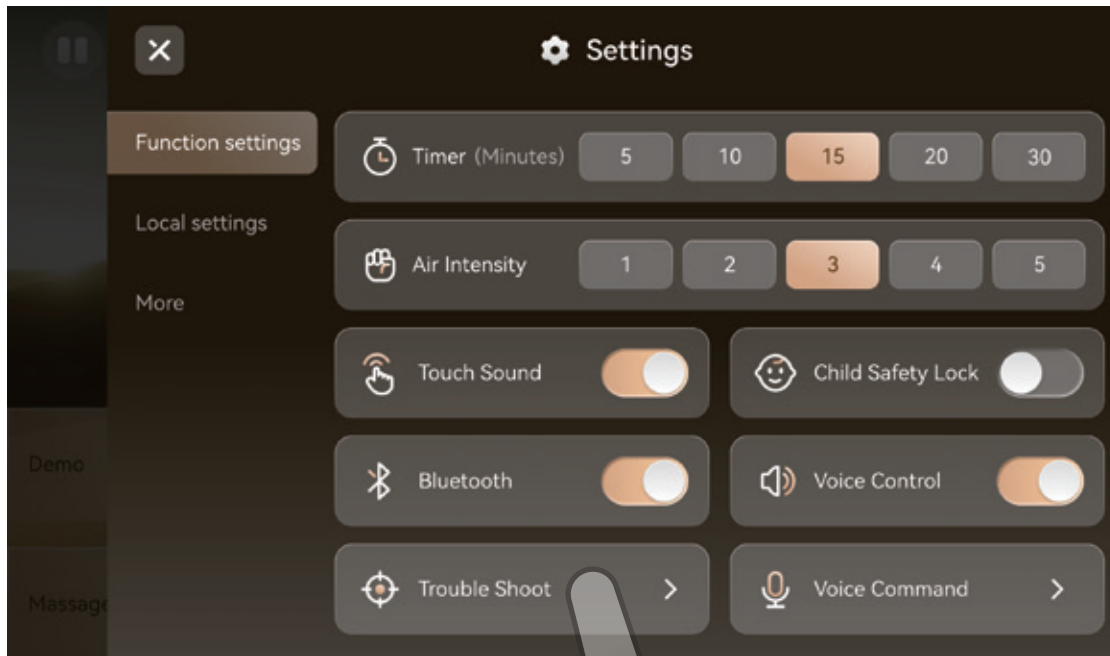 Settings
Function settings
Local settings
More
Timer (Minutes) 5 10 15 20 30
Air Intensity 1 2 3 4 5
Touch Sound
Child Safety Lock
Bluetooth
Voice Control
Trouble Shoot
Voice Command
Demo
Massage